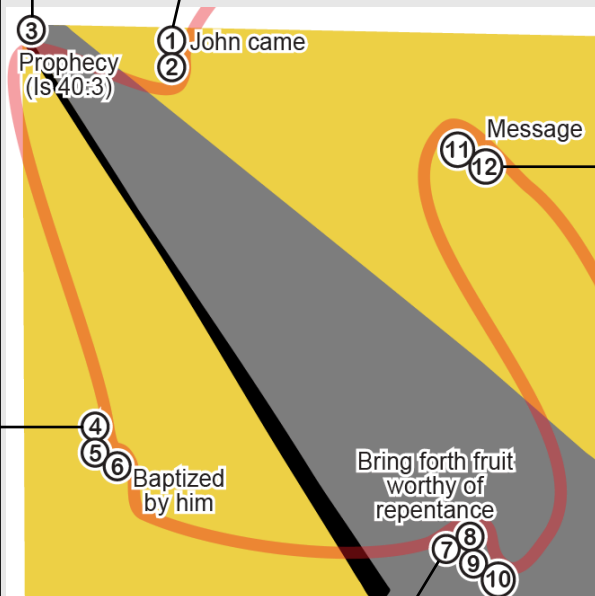 3
1 John came
2
Prophecy
(Is 40:3)
11 Message
12
4
5
6 Baptized
by him
Bring forth fruit
worthy of
repentance
7 8
9
10